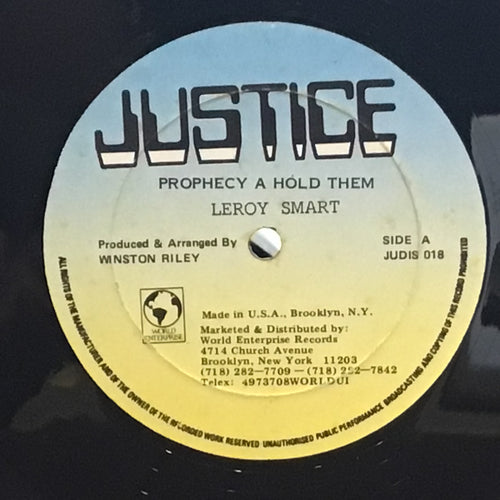 JUSTICE
PROPHECY A HOLD THEM
LEROY SMART
Produced & Arranged By
WINSTON RILEY
SIDE A
JUDIS 018
WORLD
ENTERPRISE
Made in U.S.A., Brooklyn, N.Y.
Marketed & Distributed by:
World Enterprise Records
4714 Church Avenue
Brooklyn, New York 11203
(718) 282-7709 - (718) 252-7842
Telex: 4973708WORLDUI
ALL RIGHTS OF THE MANUFACTURER AND OF THE OWNER OF THE RECORDED WORK RESERVED UNAUTHORISED PUBLIC PERFORMANCE BROADCASTING AND COPYING OF THIS RECORD PROHIBITED